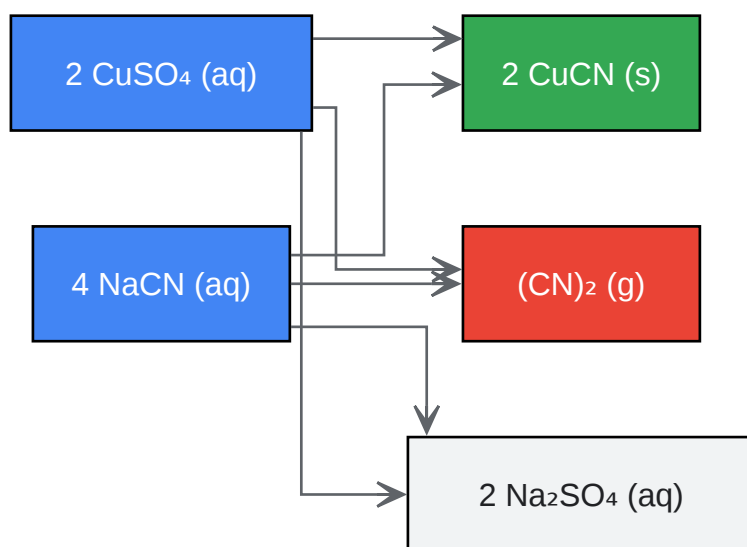 2 CuSO₄ (aq)
2 CuCN (s)
4 NaCN (aq)
(CN)₂ (g)
2 Na₂SO₄ (aq)